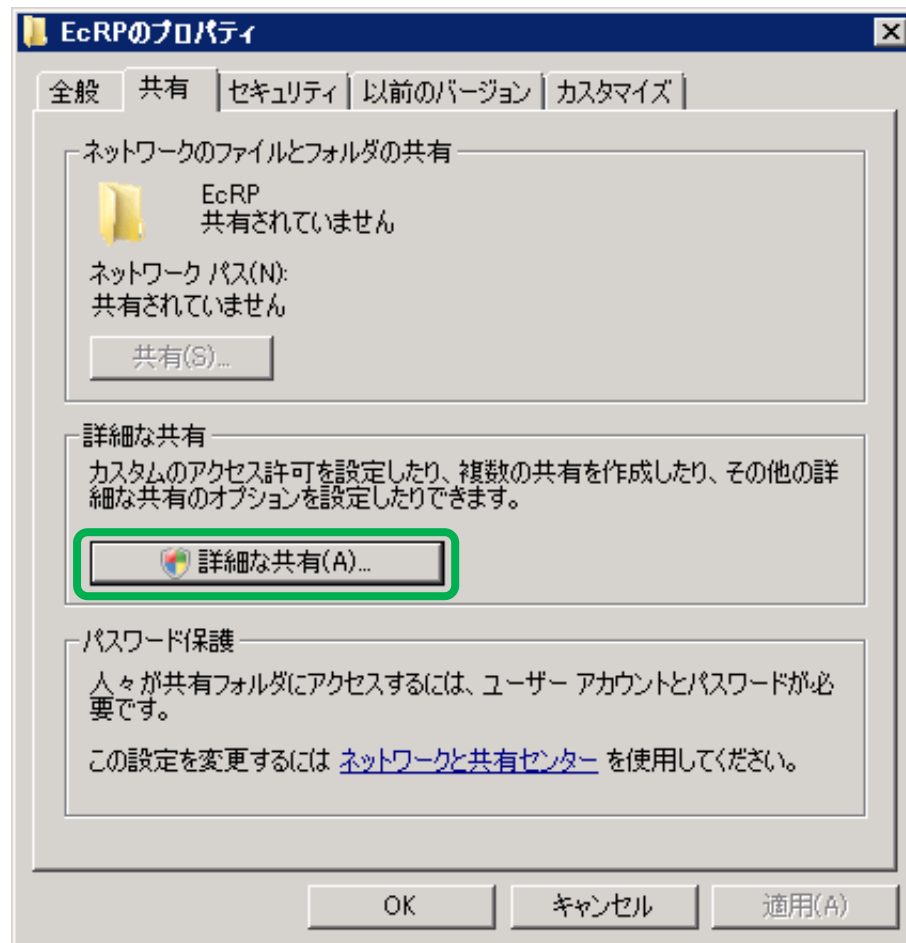 EcRPのプロパティ
全般 共有 セキュリティ 以前のバージョン カスタマイズ
ネットワークのファイルとフォルダの共有
EcRP
共有されていません
ネットワーク パス(N):
共有されていません
共有(S)...
詳細な共有
カスタムのアクセス許可を設定したり、複数の共有を作成したり、その他の詳
細な共有のオプションを設定したりできます。
詳細な共有(A)...
パスワード保護
人々が共有フォルダにアクセスするには、ユーザー アカウントとパスワードが必
要です。
この設定を変更するには ネットワークと共有センター を使用してください。
OK キャンセル 適用(A)